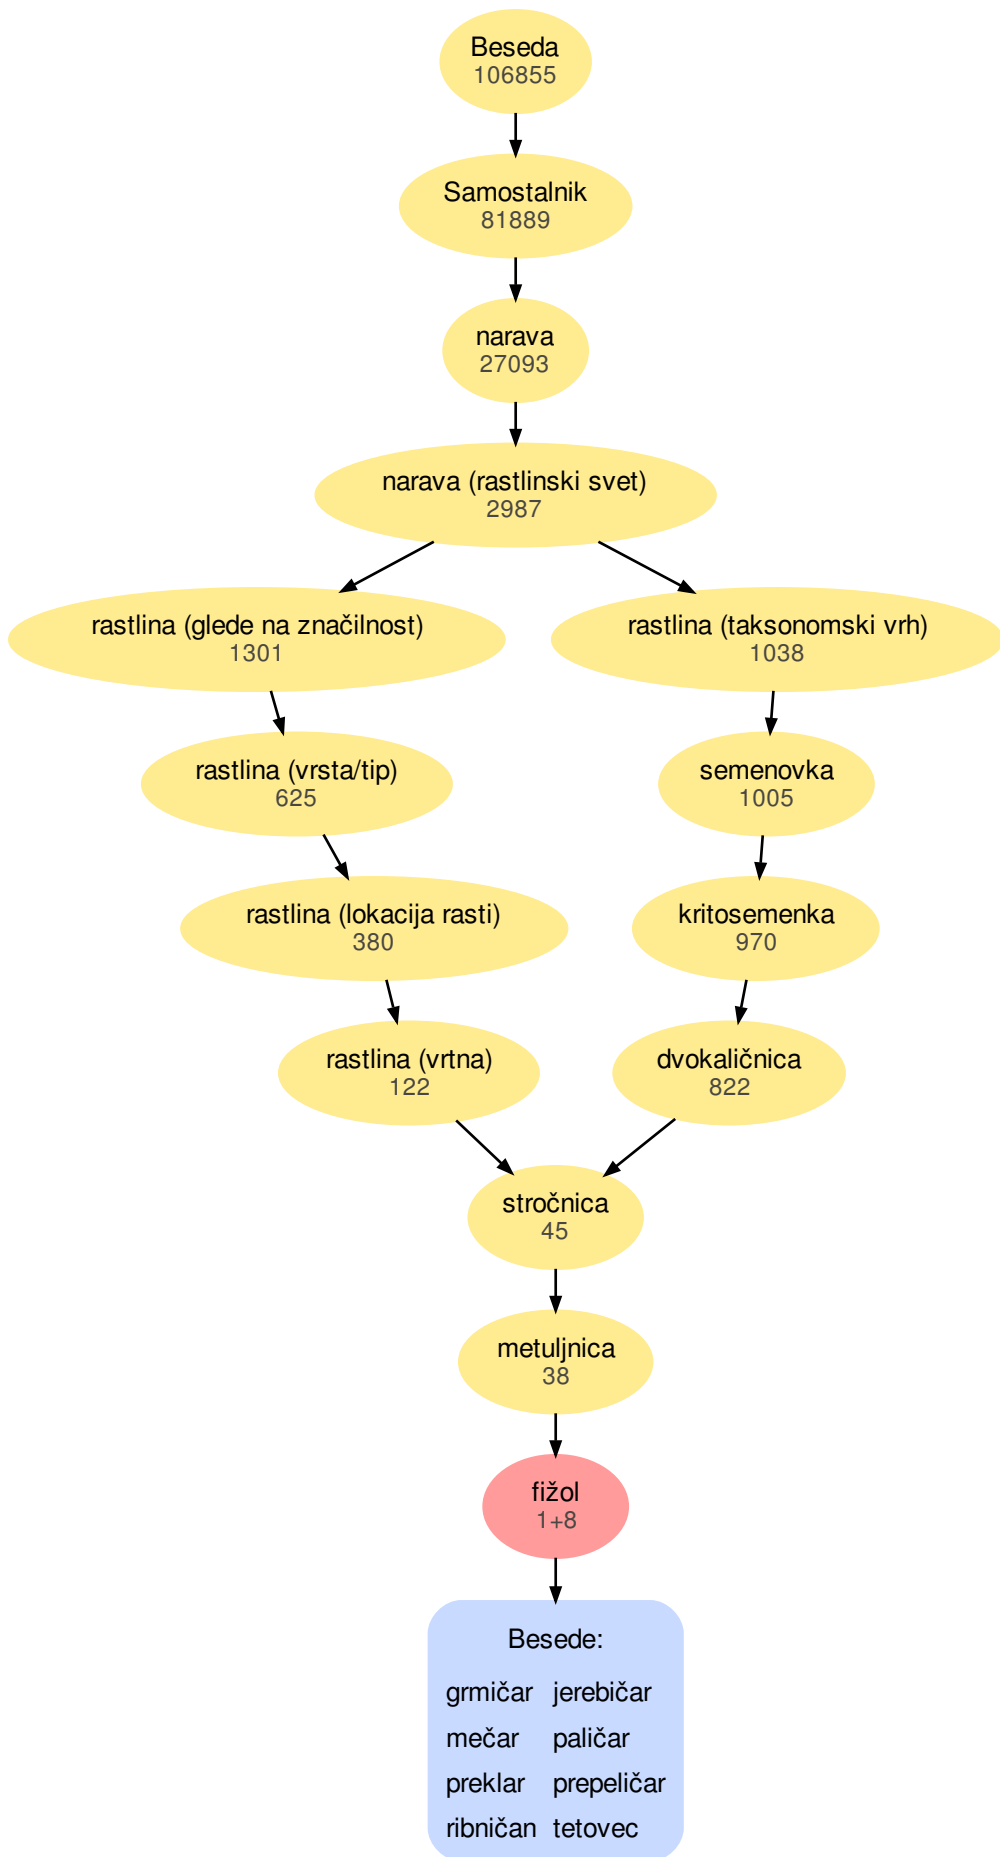 Beseda
106855
Samostalnik
81889
narava
27093
narava (rastlinski svet)
2987
rastlina (glede na značilnost)
1301
rastlina (taksonomski vrh)
1038
rastlina (vrsta/tip)
625
semenovka
1005
rastlina (lokacija rasti)
380
kritosemenka
970
rastlina (vrtna)
122
dvokaličnica
822
stročnica
45
metuljnica
38
fižol
1+8
Besede:
grmičar jerebičar
mečar paličar
preklar prepeličar
ribničan tetovec